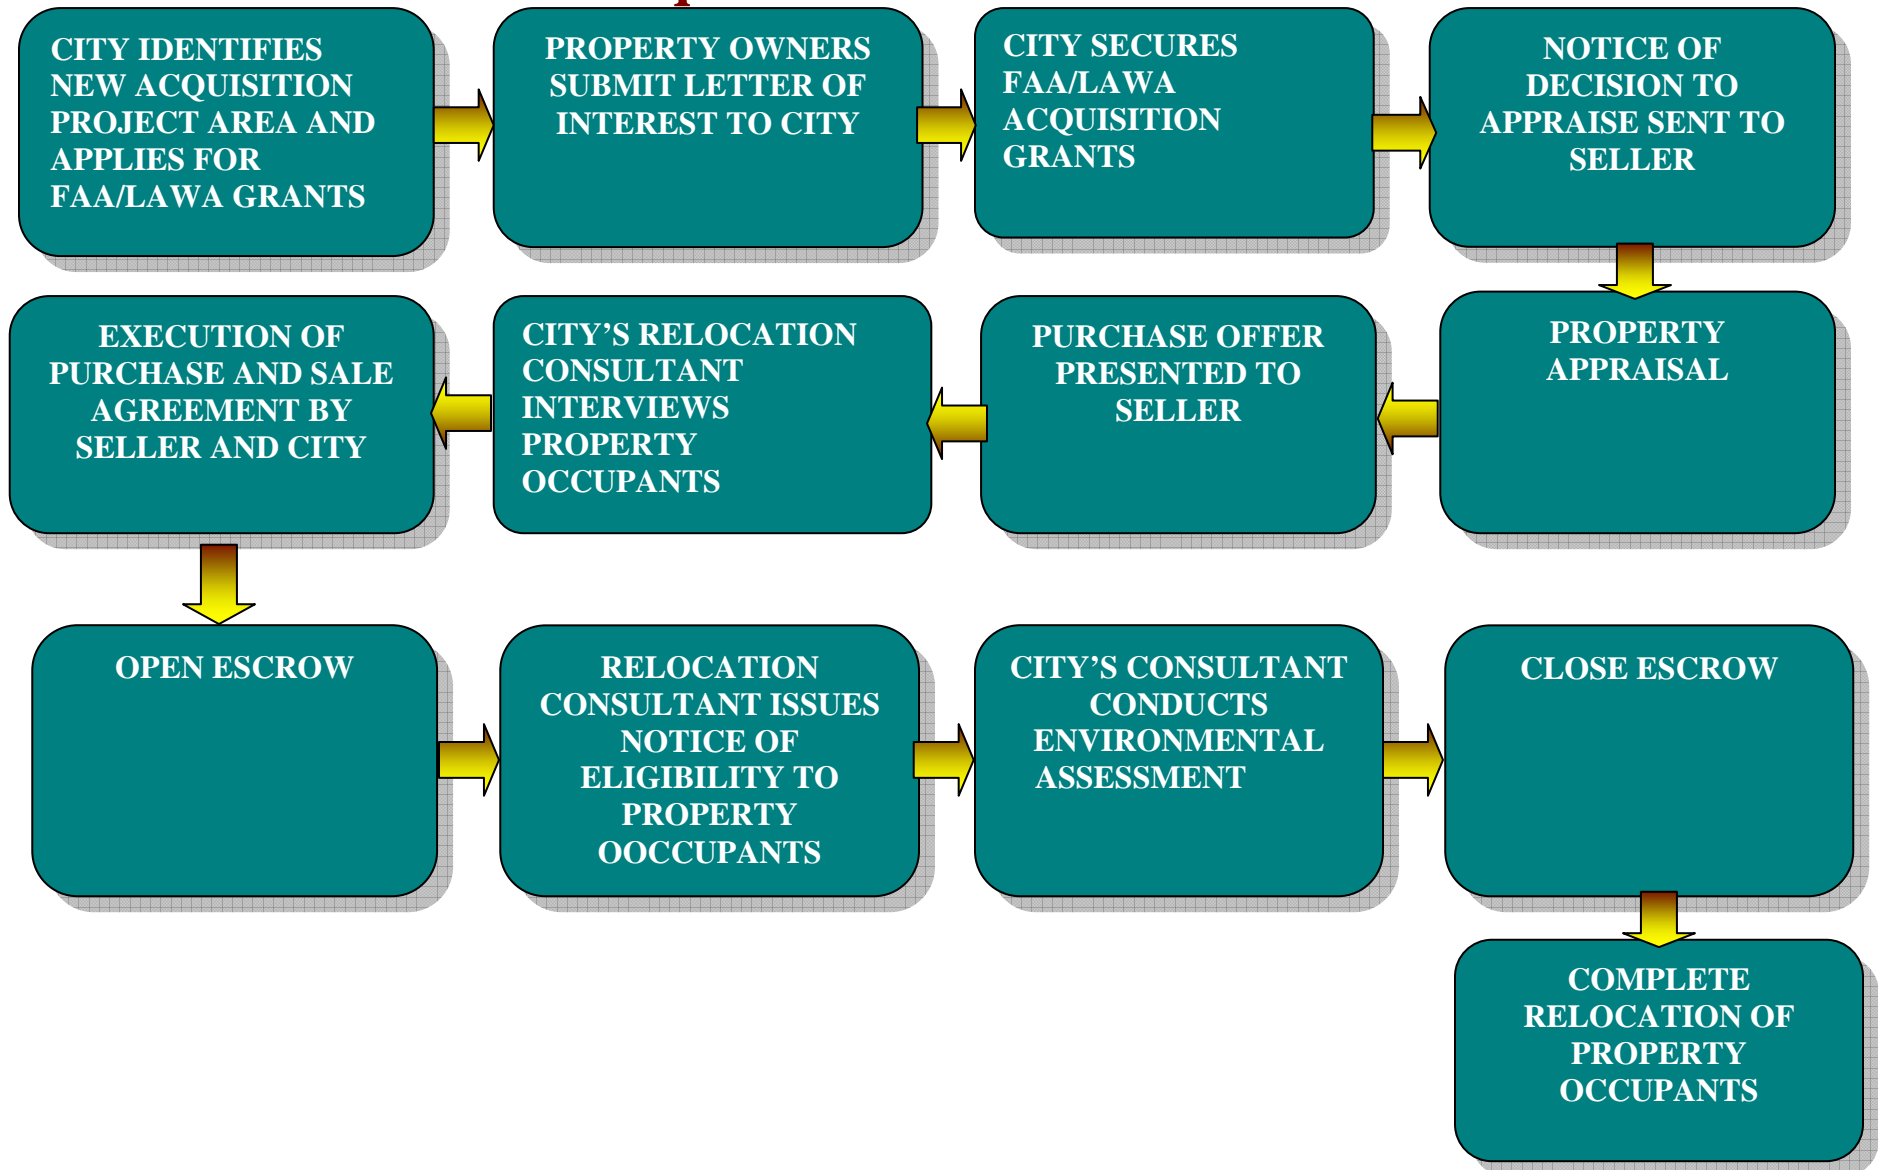 CITY IDENTIFIES
NEW ACQUISITION
PROJECT AREA AND
APPLIES FOR
FAA/LAWA GRANTS
PROPERTY OWNERS
SUBMIT LETTER OF
INTEREST TO CITY
CITY SECURES
FAA/LAWA
ACQUISITION
GRANTS
NOTICE OF
DECISION TO
APPRAISE SENT TO
SELLER
PROPERTY
APPRAISAL
PURCHASE OFFER
PRESENTED TO
SELLER
CITY’S RELOCATION
CONSULTANT
INTERVIEWS
PROPERTY
OCCUPANTS
EXECUTION OF
PURCHASE AND SALE
AGREEMENT BY
SELLER AND CITY
OPEN ESCROW
RELOCATION
CONSULTANT ISSUES
NOTICE OF
ELIGIBILITY TO
PROPERTY
OOCCUPANTS
CITY’S CONSULTANT
CONDUCTS
ENVIRONMENTAL
ASSESSMENT
CLOSE ESCROW
COMPLETE
RELOCATION OF
PROPERTY
OCCUPANTS